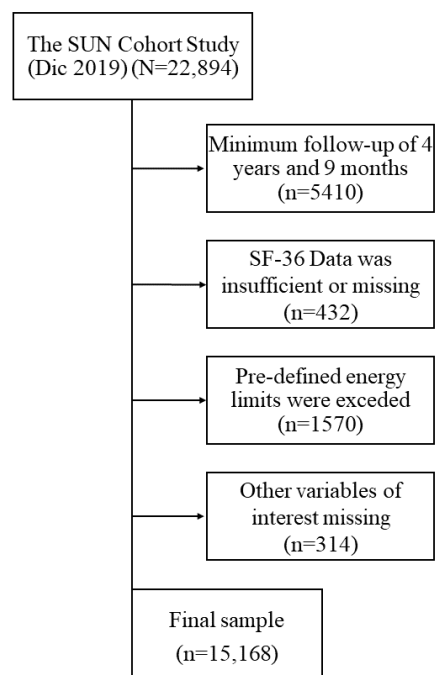 The SUN Cohort Study
(Dic 2019) (N=22,894)
Minimum follow-up of 4
years and 9 months
(n=5410)
SF-36 Data was
insufficient or missing
(n=432)
Pre-defined energy
limits were exceded
(n=1570)
Other variables of
interest missing
(n=314)
Final sample
(n=15,168)